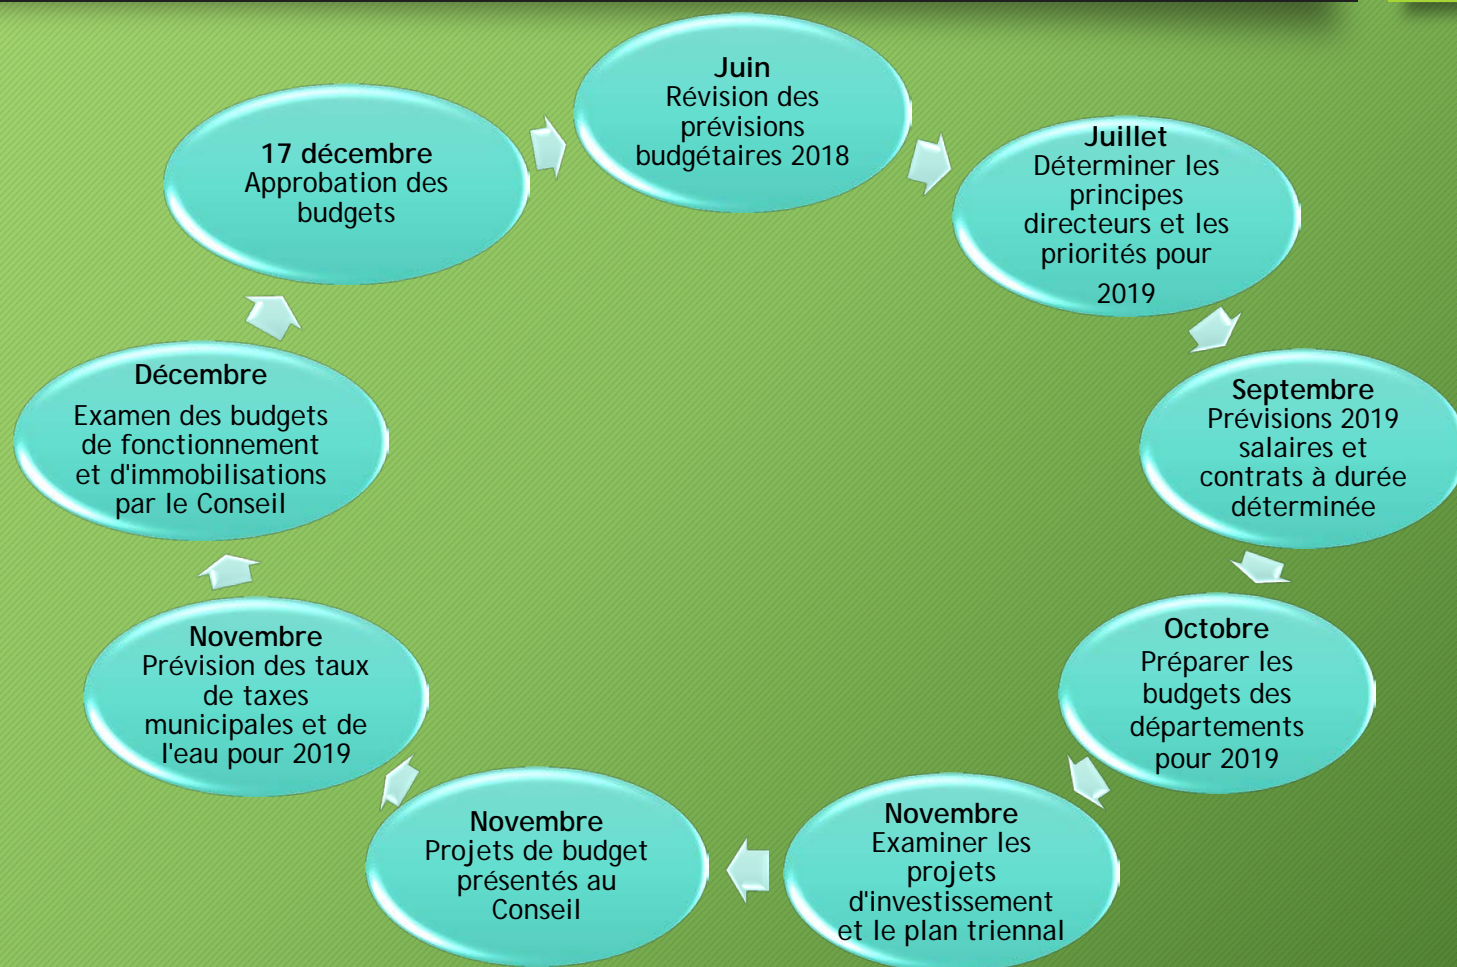 Juin
Révision des
prévisions
budgétaires 2018
Juillet
Déterminer les
principes
directeurs et les
priorités pour
2019
Septembre
Prévisions 2019
salaires et
contrats à durée
déterminée
Octobre
Préparer les
budgets des
départements
pour 2019
Novembre
Examiner les
projets
d'investissement
et le plan triennal
Novembre
Projets de budget
présentés au
Conseil
Novembre
Prévision des taux
de taxes
municipales et de
l'eau pour 2019
Décembre
Examen des budgets
de fonctionnement
et d'immobilisations
par le Conseil
17 décembre
Approbation des
budgets